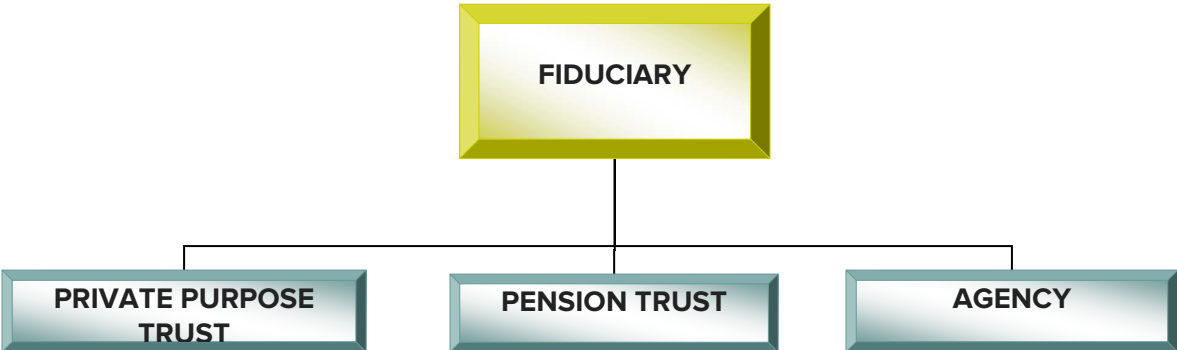 FIDUCIARY
PRIVATE PURPOSE
TRUST
PENSION TRUST
AGENCY